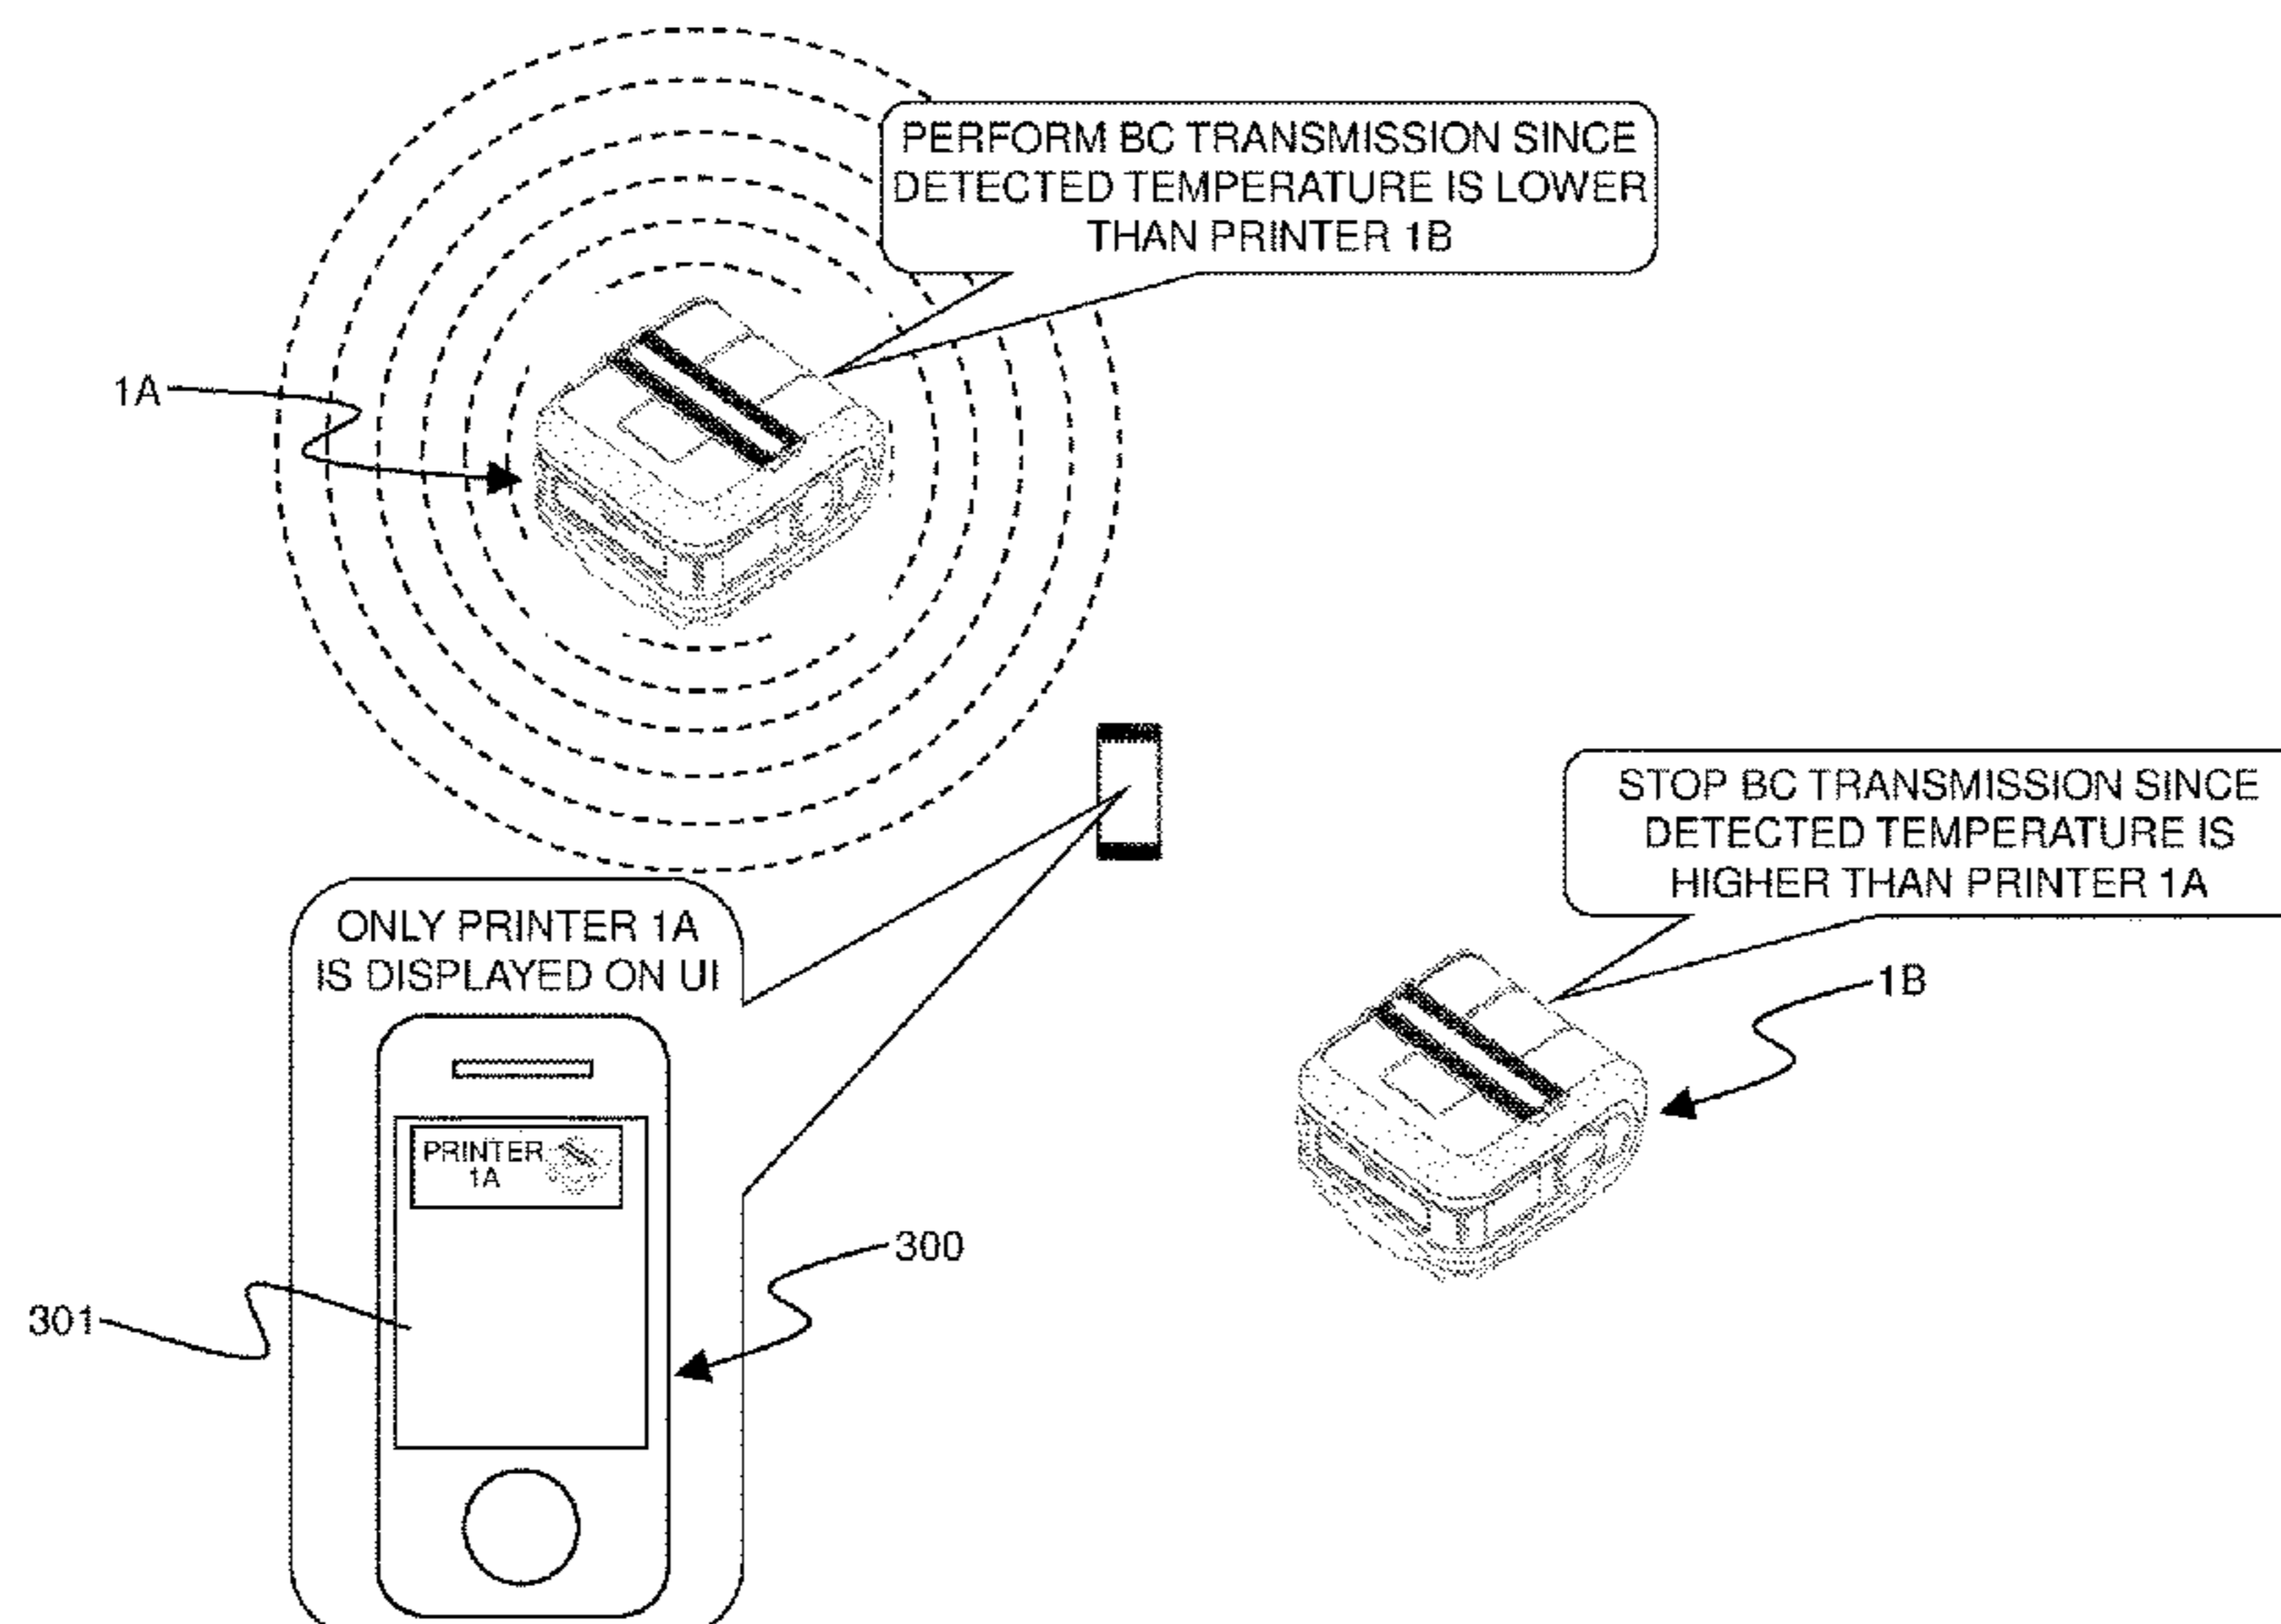 PERFORM BC TRANSMISSION SINCE
DETECTED TEMPERATURE IS LOWER
THAN PRINTER 1B
1A
STOP BC TRANSMISSION SINCE
DETECTED TEMPERATURE IS
HIGHER THAN PRINTER 1A
ONLY PRINTER 1A
IS DISPLAYED ON UI
1B
PRINTER
1A
300
301